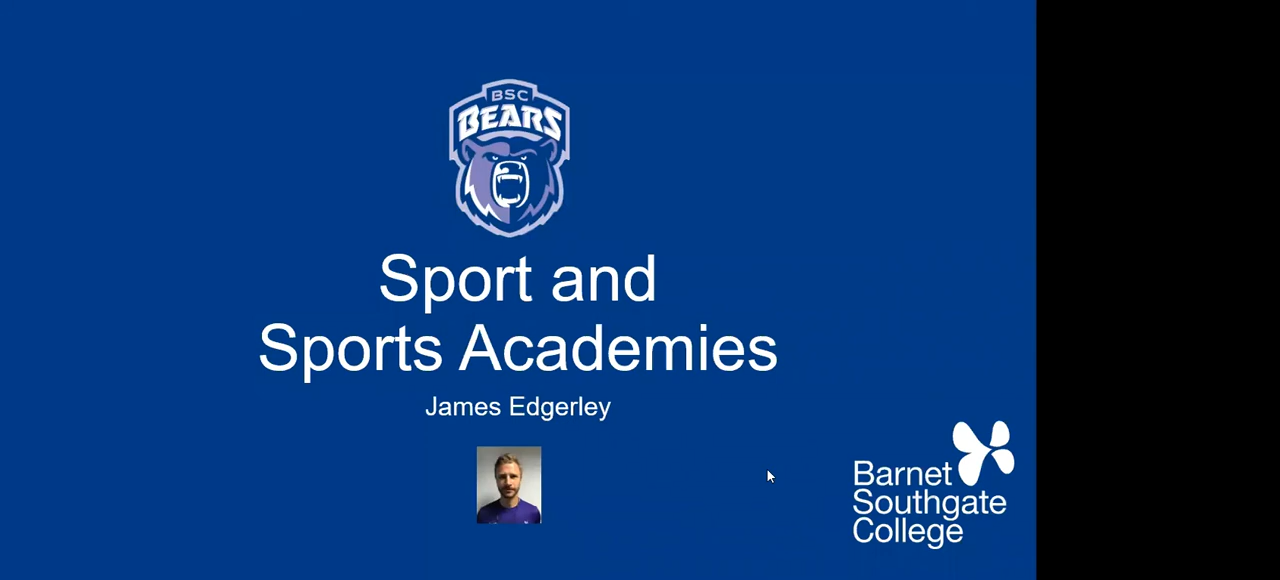 BSC
BEARS
Sport and
Sports Academies
James Edgerley
Barnet
Southgate
College